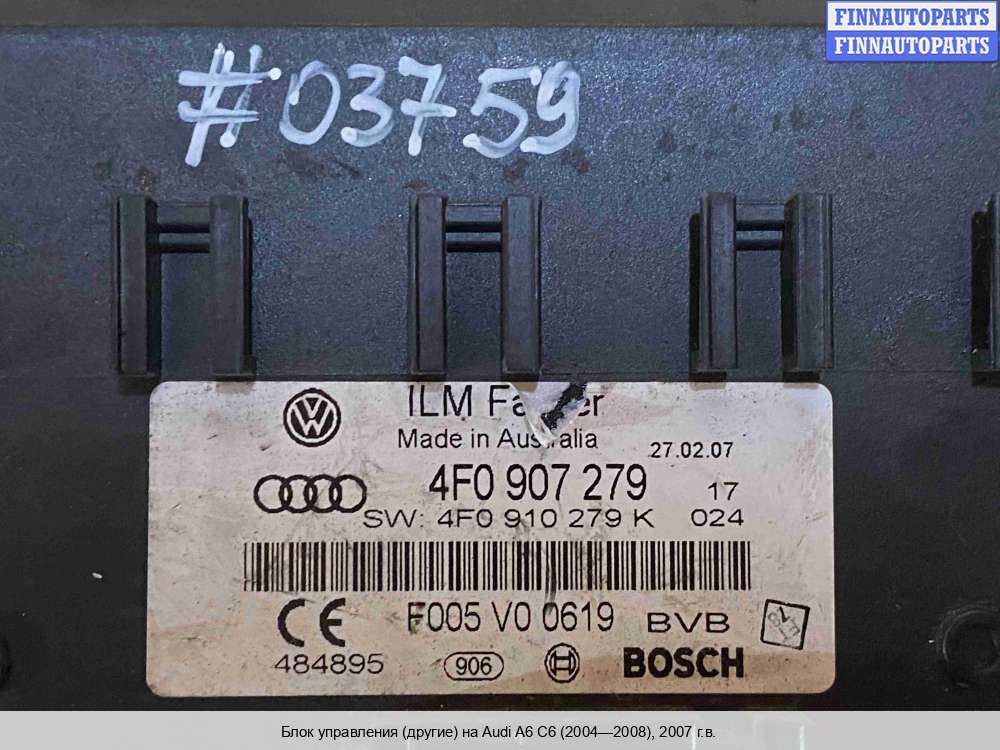 FINNAUTOPARTS
FINNAUTOPARTS
#03759
ILM
Made in Australia
27.02.07
4F0 907 279 17
SW: 4F0 910 279 K 024
F005 V0 0619 BVB
CE
484895 906 BOSCH
Блок управления (другие) на Audi A6 C6 (2004—2008), 2007 г.в.